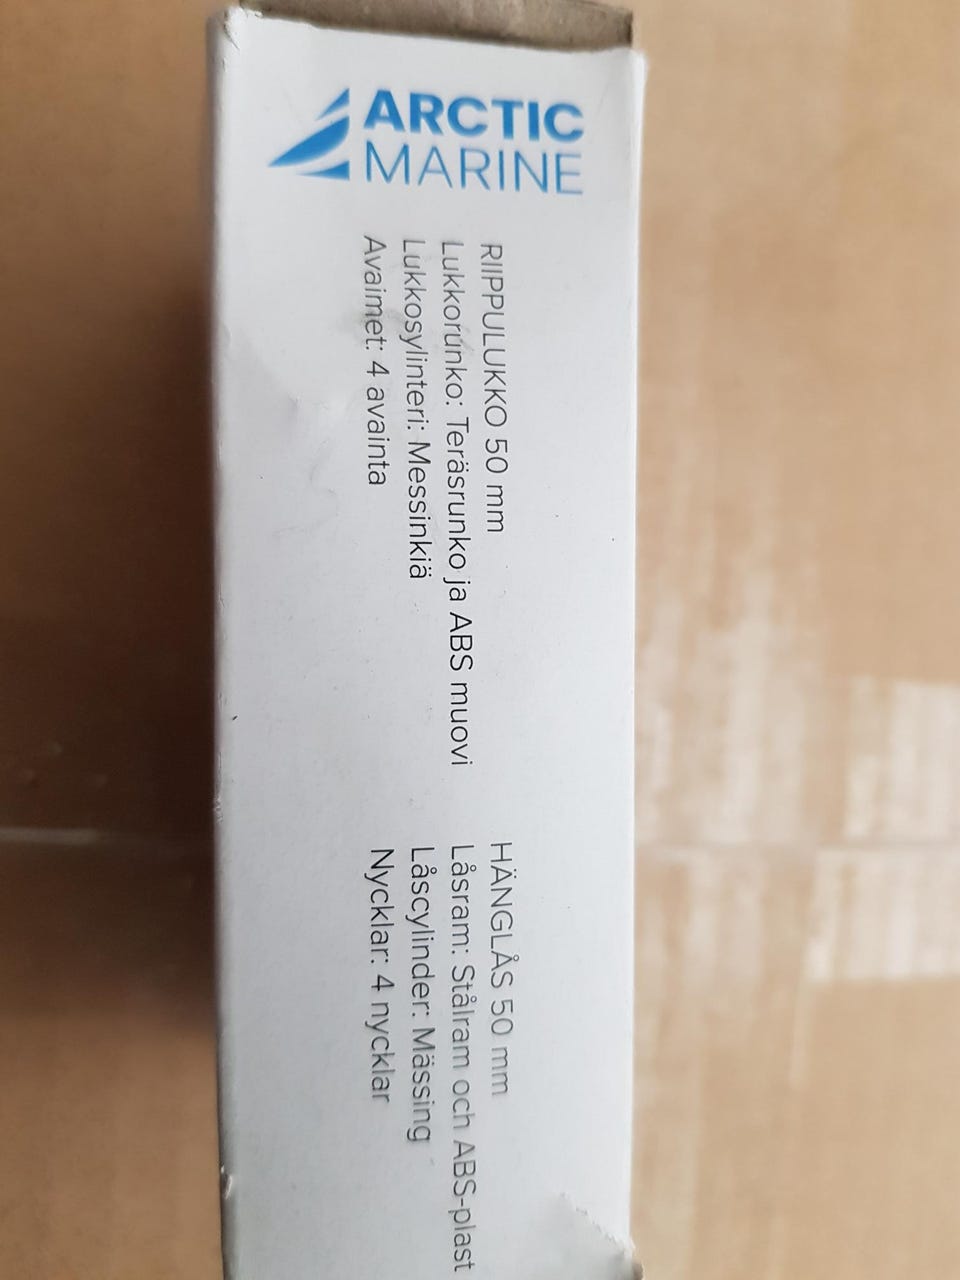 ARCTIC
MARINE
RIIPPULUKKO 50 mm
Lukkorunko: Teräsrunko ja ABS muovi
Lukkosylinteri: Messinkiä
Avaimet: 4 avainta
HÄNGLÅS 50 mm
Låsram: Stålram och ABS-plast
Låscylinder: Mässing
Nycklar: 4 nycklar